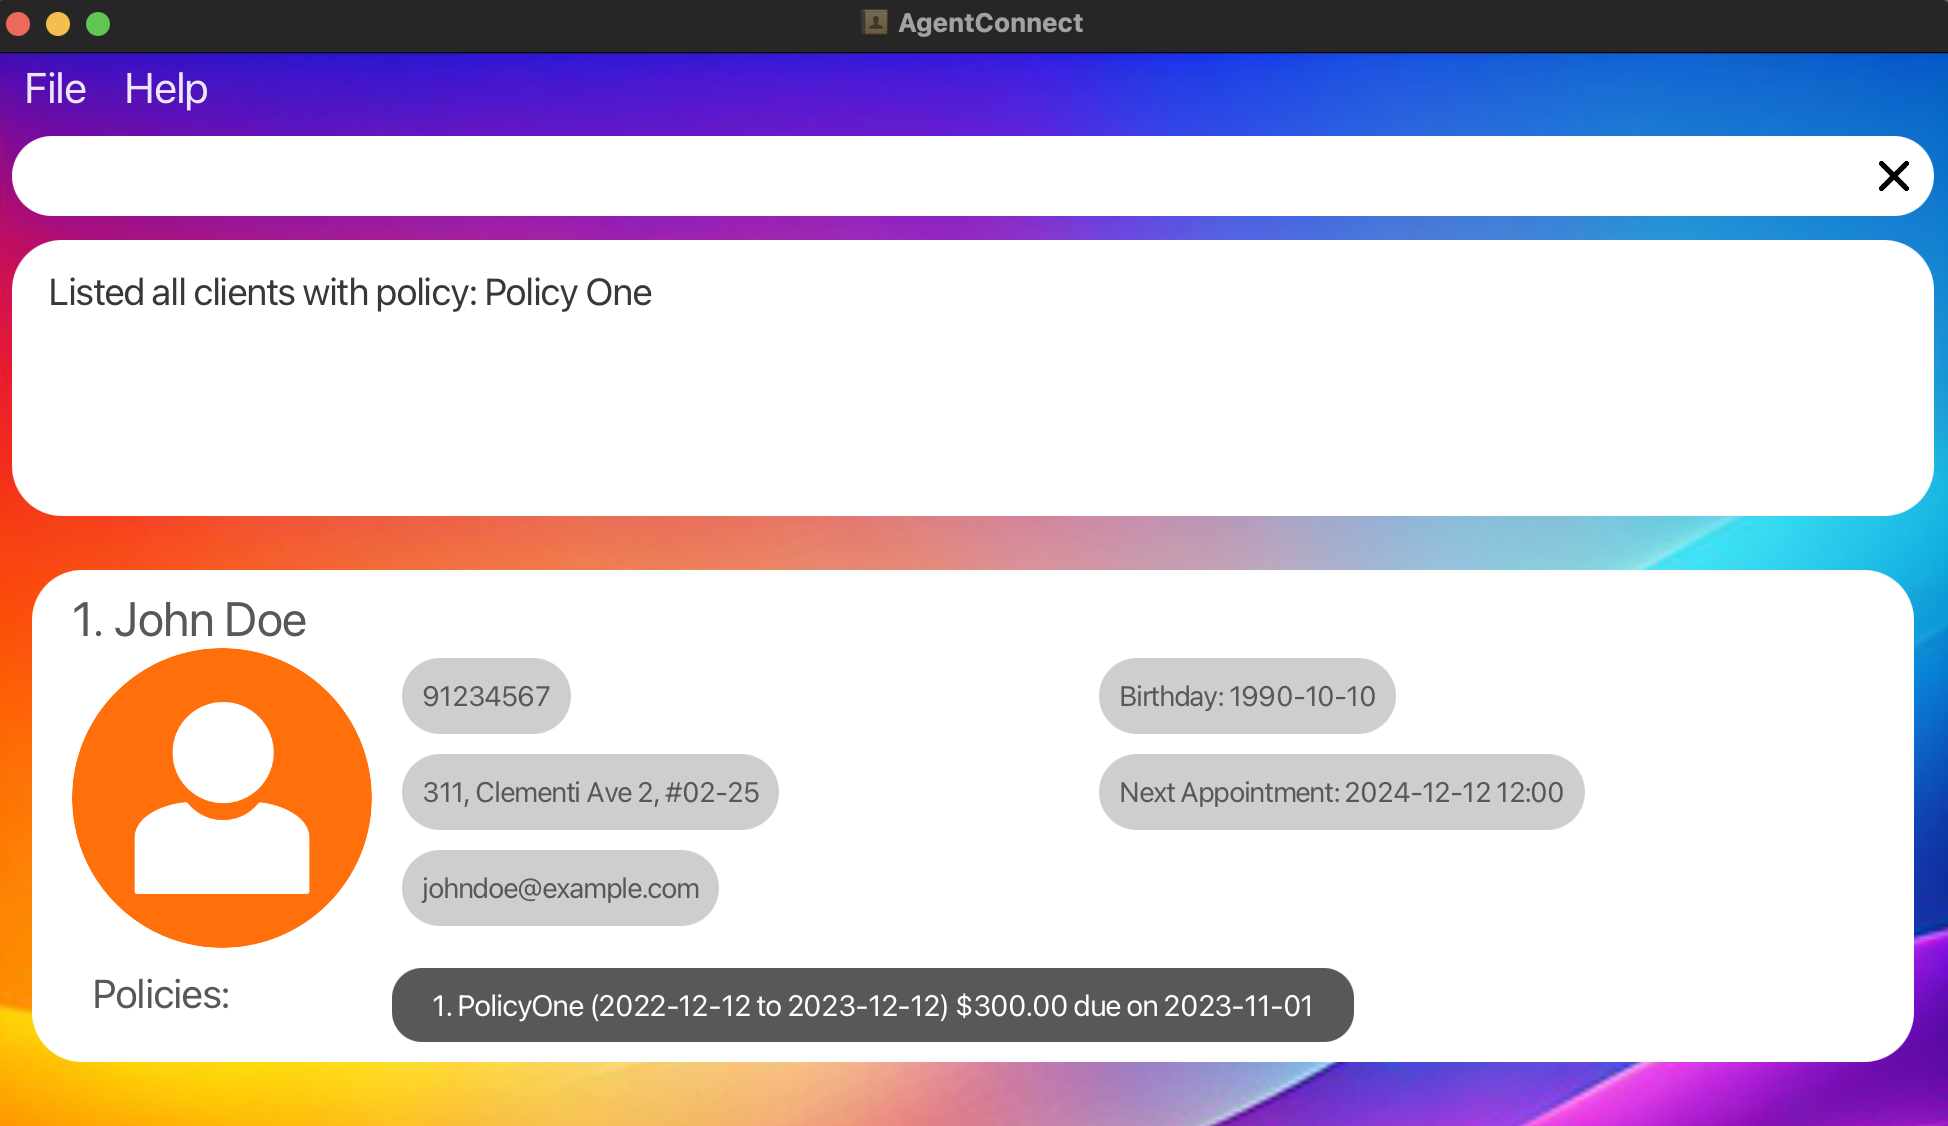 AgentConnect
File Help
Listed all clients with policy: Policy One
1. John Doe
91234567
Birthday: 1990-10-10
311, Clementi Ave 2, #02-25
Next Appointment: 2024-12-12 12:00
johndoe@example.com
Policies:
1. PolicyOne (2022-12-12 to 2023-12-12) $300.00 due on 2023-11-01